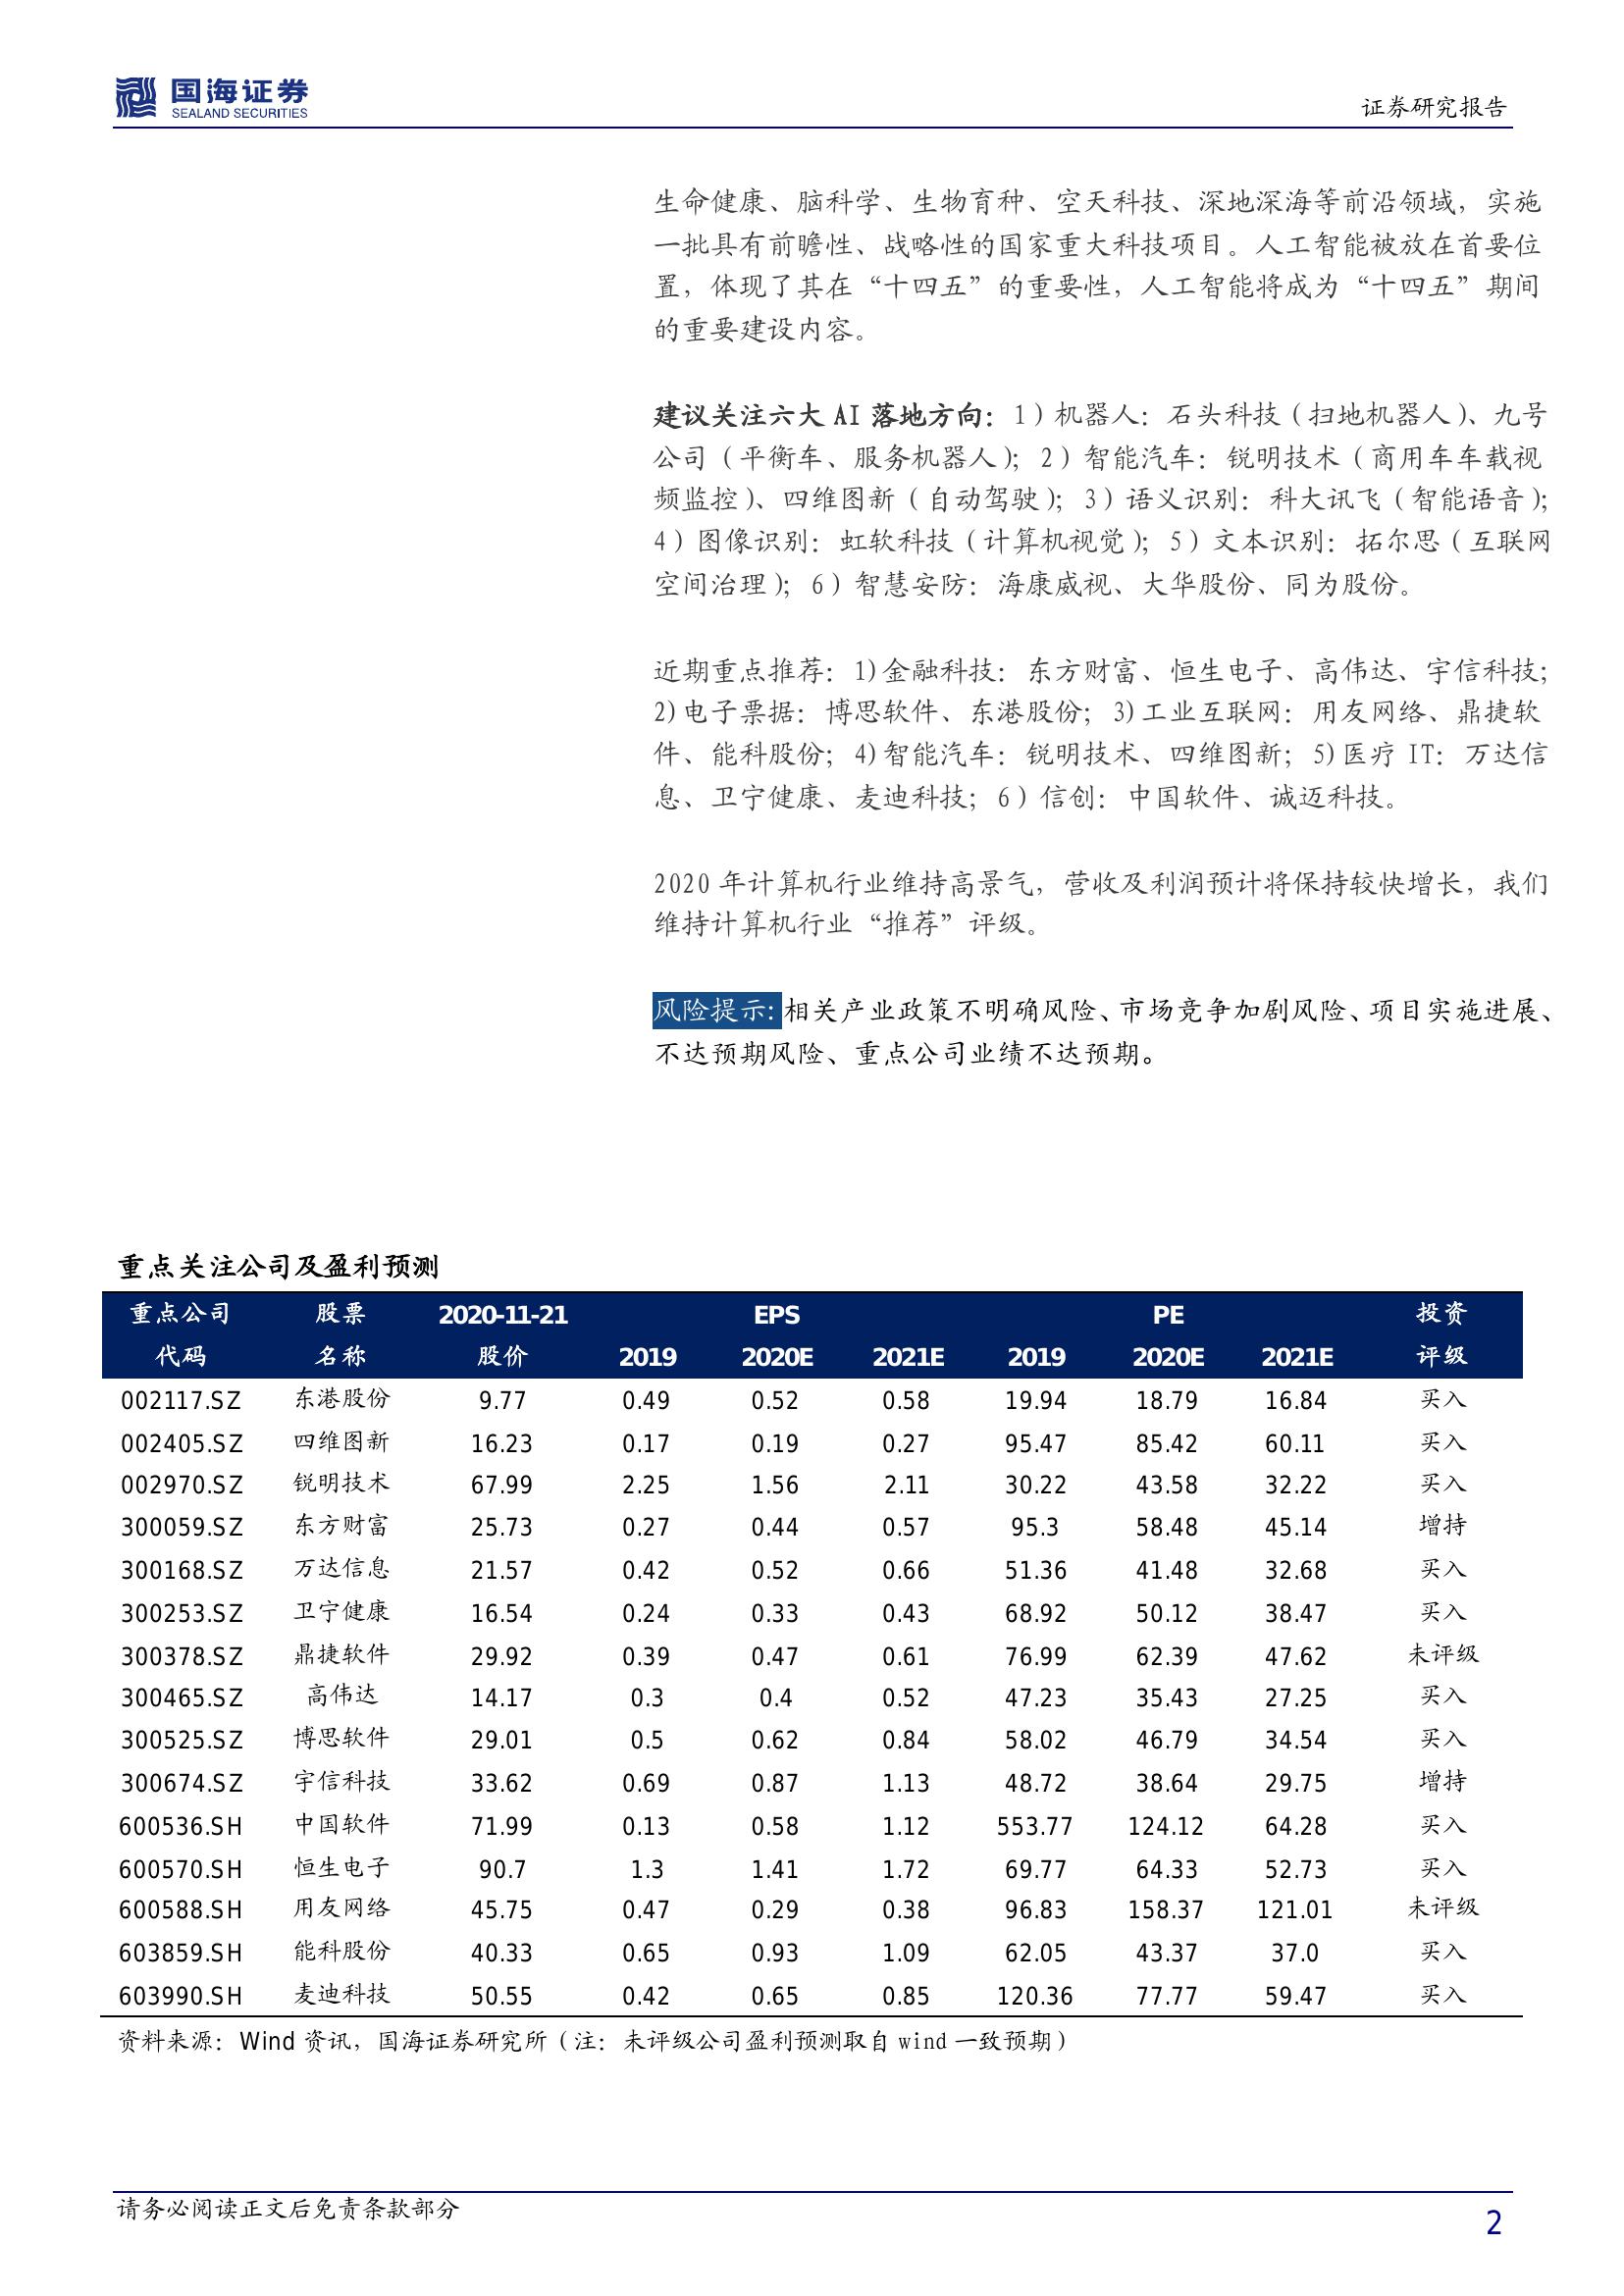 国海证券
SEALAND SECURITIES
证券研究报告
生命健康、脑科学、生物育种、空天科技、深地深海等前沿领域，实施
一批具有前瞻性、战略性的国家重大科技项目。人工智能被放在首要位
置，体现了其在“十四五”的重要性，人工智能将成为“十四五”期间
的重要建设内容。
建议关注六大 AI 落地方向：1）机器人：石头科技（扫地机器人）、九号
公司（平衡车、服务机器人）；2）智能汽车：锐明技术（商用车车载视
频监控）、四维图新（自动驾驶）；3）语义识别：科大讯飞（智能语音）；
4）图像识别：虹软科技（计算机视觉）；5）文本识别：拓尔思（互联网
空间治理）；6）智慧安防：海康威视、大华股份、同为股份。
近期重点推荐：1)金融科技：东方财富、恒生电子、高伟达、宇信科技；
2)电子票据：博思软件、东港股份；3)工业互联网：用友网络、鼎捷软
件、能科股份；4)智能汽车：锐明技术、四维图新；5)医疗 IT：万达信
息、卫宁健康、麦迪科技；6）信创：中国软件、诚迈科技。
2020 年计算机行业维持高景气，营收及利润预计将保持较快增长，我们
维持计算机行业“推荐”评级。
风险提示：相关产业政策不明确风险、市场竞争加剧风险、项目实施进展、
不达预期风险、重点公司业绩不达预期。
重点关注公司及盈利预测
重点公司 股票 2020-11-21 EPS PE 投资
代码 名称 股价 2019 2020E 2021E 2019 2020E 2021E 评级
002117.SZ 东港股份 9.77 0.49 0.52 0.58 19.94 18.79 16.84 买入
002405.SZ 四维图新 16.23 0.17 0.19 0.27 95.47 85.42 60.11 买入
002970.SZ 锐明技术 67.99 2.25 1.56 2.11 30.22 43.58 32.22 买入
300059.SZ 东方财富 25.73 0.27 0.44 0.57 95.3 58.48 45.14 增持
300168.SZ 万达信息 21.57 0.42 0.52 0.66 51.36 41.48 32.68 买入
300253.SZ 卫宁健康 16.54 0.24 0.33 0.43 68.92 50.12 38.47 买入
300378.SZ 鼎捷软件 29.92 0.39 0.47 0.61 76.99 62.39 47.62 未评级
300465.SZ 高伟达 14.17 0.3 0.4 0.52 47.23 35.43 27.25 买入
300525.SZ 博思软件 29.01 0.5 0.62 0.84 58.02 46.79 34.54 买入
300674.SZ 宇信科技 33.62 0.69 0.87 1.13 48.72 38.64 29.75 增持
600536.SH 中国软件 71.99 0.13 0.58 1.12 553.77 124.12 64.28 买入
600570.SH 恒生电子 90.7 1.3 1.41 1.72 69.77 64.33 52.73 买入
600588.SH 用友网络 45.75 0.47 0.29 0.38 96.83 158.37 121.01 未评级
603859.SH 能科股份 40.33 0.65 0.93 1.09 62.05 43.37 37.0 买入
603990.SH 麦迪科技 50.55 0.42 0.65 0.85 120.36 77.77 59.47 买入
资料来源：Wind 资讯，国海证券研究所（注：未评级公司盈利预测取自 wind 一致预期）
请务必阅读正文后免责条款部分
2